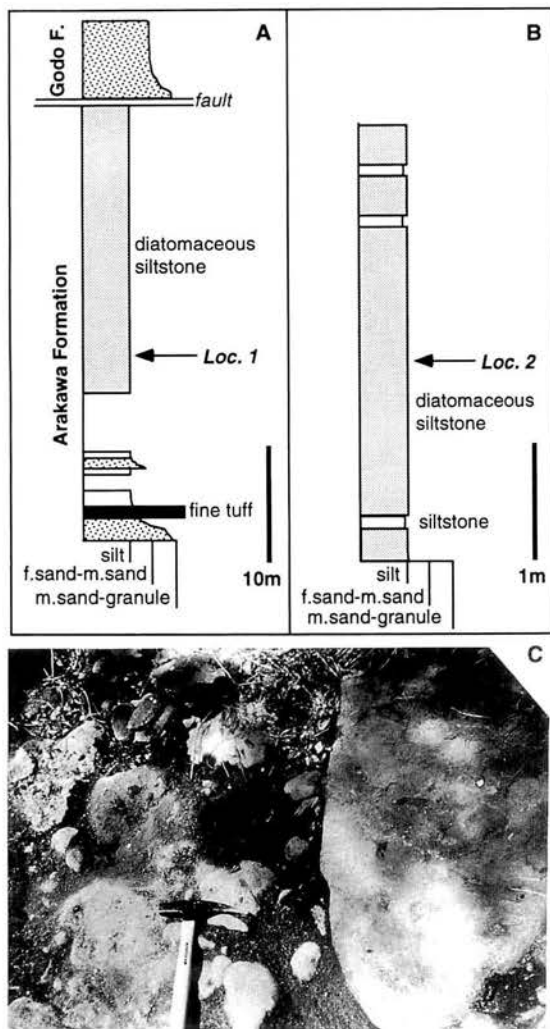 A
Godo F.
fault
diatomaceous
siltstone
Arakawa Formation
Loc. 1
fine tuff
silt
f.sand-m.sand
m.sand-granule
10m
B
Loc. 2
diatomaceous
siltstone
siltstone
silt
f.sand-m.sand
m.sand-granule
1m
C